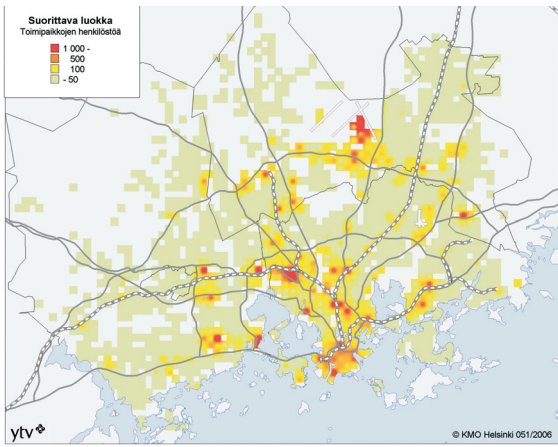 Suorittava luokka
Toimipaikkojen henkilöstöä
1 000 -
500
100
- 50
ytv
© KMO Helsinki 051/2006